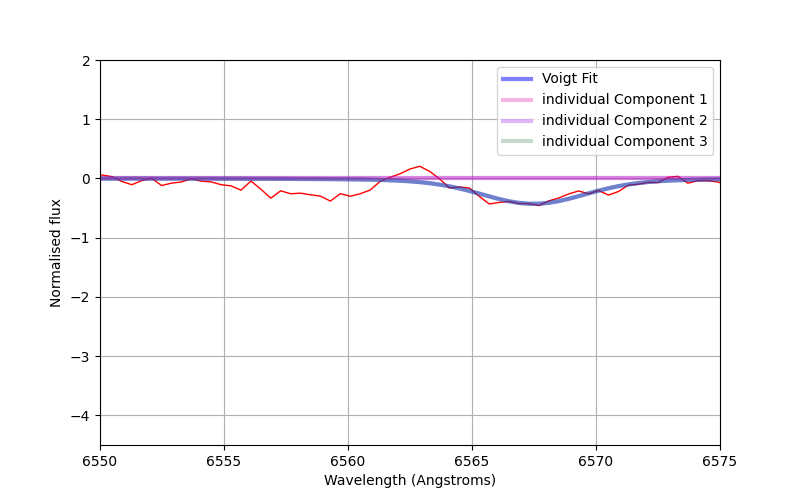 2
1
0
−1
−2
−3
−4
6550
6555
6560
6565
6570
6575
Wavelength (Angstroms)
Normalised flux
Voigt Fit
individual Component 1
individual Component 2
individual Component 3